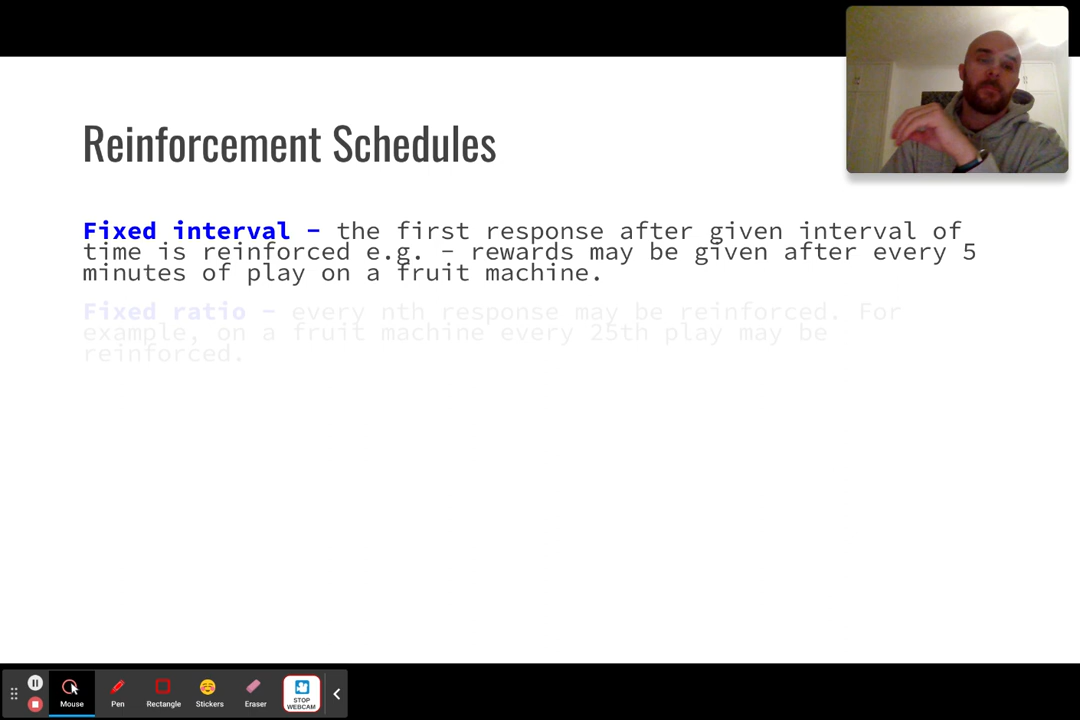 Reinforcement Schedules
Fixed interval - the first response after given interval of
time is reinforced e.g. - rewards may be given after every 5
minutes of play on a fruit machine.
Fixed ratio - every nth response may be reinforced. For
example, on a fruit machine every 25th play may be
reinforced.
Mouse
Pen
Rectangle
Stickers
Eraser
STOP
WEBCAM